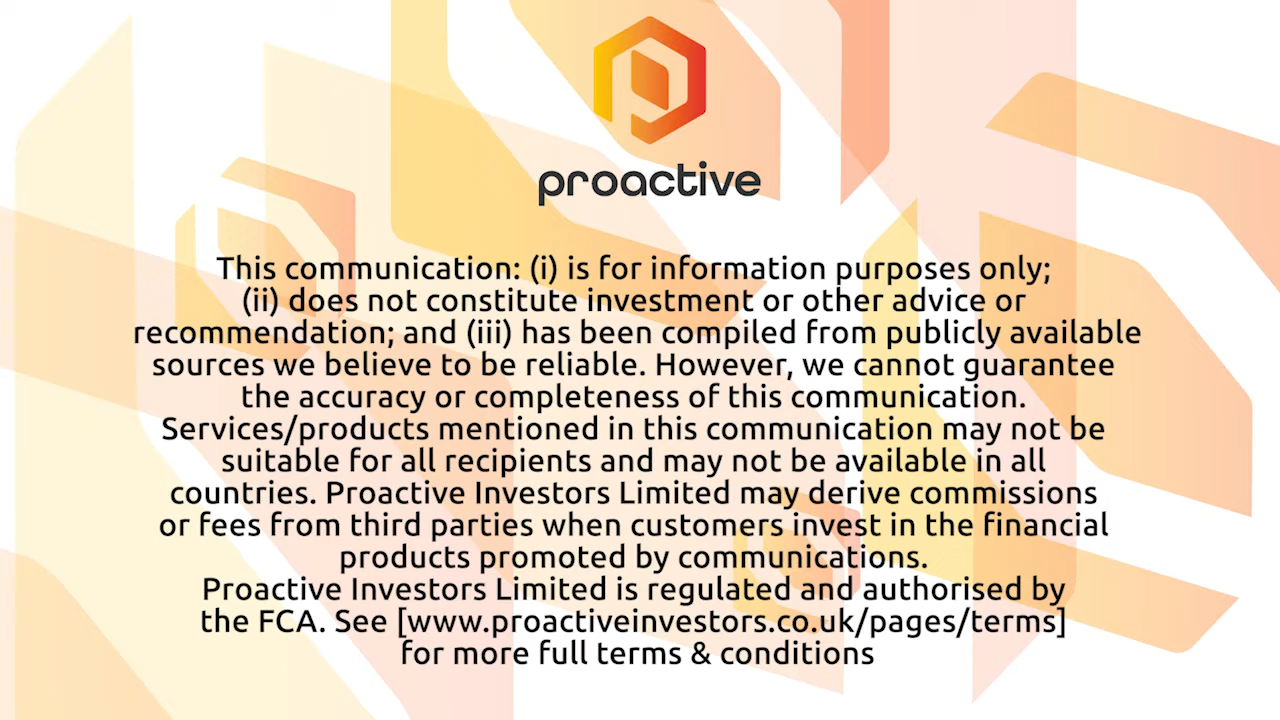 proactive
This communication: (i) is for information purposes only;
(ii) does not constitute investment or other advice or
recommendation; and (iii) has been compiled from publicly available
sources we believe to be reliable. However, we cannot guarantee
the accuracy or completeness of this communication.
Services/products mentioned in this communication may not be
suitable for all recipients and may not be available in all
countries. Proactive Investors Limited may derive commissions
or fees from third parties when customers invest in the financial
products promoted by communications.
Proactive Investors Limited is regulated and authorised by
the FCA. See [www.proactiveinvestors.co.uk/pages/terms]
for more full terms & conditions